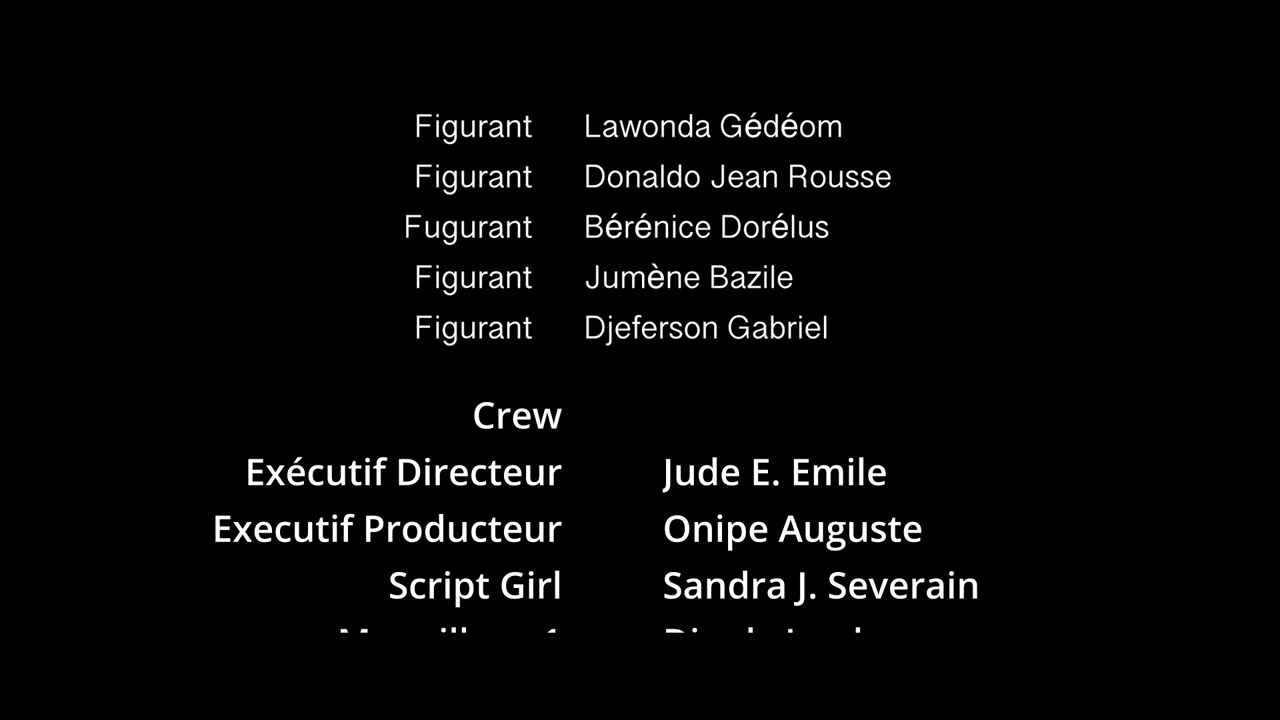 Figurant Lawonda Gédéom
Figurant Donaldo Jean Rousse
Fugurant Bérénice Dorélus
Figurant Jumène Bazile
Figurant Djeferson Gabriel
Crew
Exécutif Directeur Jude E. Emile
Executif Producteur Onipe Auguste
Script Girl Sandra J. Severain